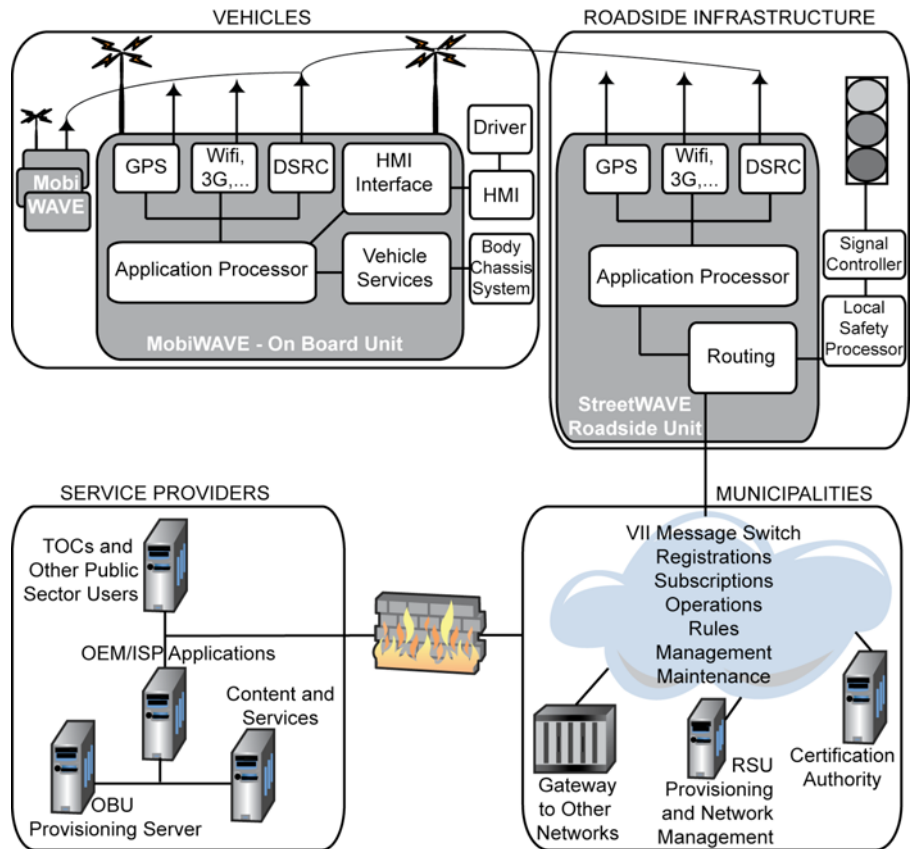 VEHICLES
Mobi
WAVE
GPS
Wifi,
3G,...
DSRC
HMI
Interface
Driver
HMI
Application Processor
Vehicle
Services
Body
Chassis
System
MobiWAVE - On Board Unit
ROADSIDE INFRASTRUCTURE
GPS
Wifi,
3G,...
DSRC
Application Processor
Routing
Signal
Controller
Local
Safety
Processor
StreetWAVE
Roadside Unit
SERVICE PROVIDERS
TOCs and
Other Public
Sector Users
OEM/ISP Applications
Content and
Services
OBU
Provisioning Server
MUNICIPALITIES
VII Message Switch
Registrations
Subscriptions
Operations
Rules
Management
Maintenance
Gateway
to Other
Networks
RSU
Provisioning
and Network
Management
Certification
Authority